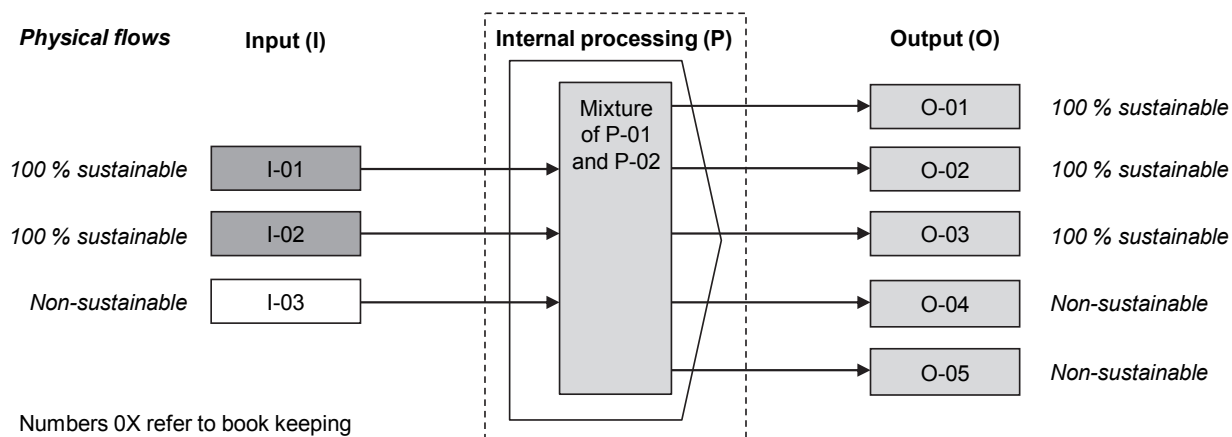 Physical flows
Input (I)
Internal processing (P)
Output (O)
Mixture
of P-01
and P-02
O-01
100 % sustainable
100 % sustainable
I-01
O-02
100 % sustainable
100 % sustainable
I-02
O-03
100 % sustainable
Non-sustainable
I-03
O-04
Non-sustainable
O-05
Non-sustainable
Numbers 0X refer to book keeping